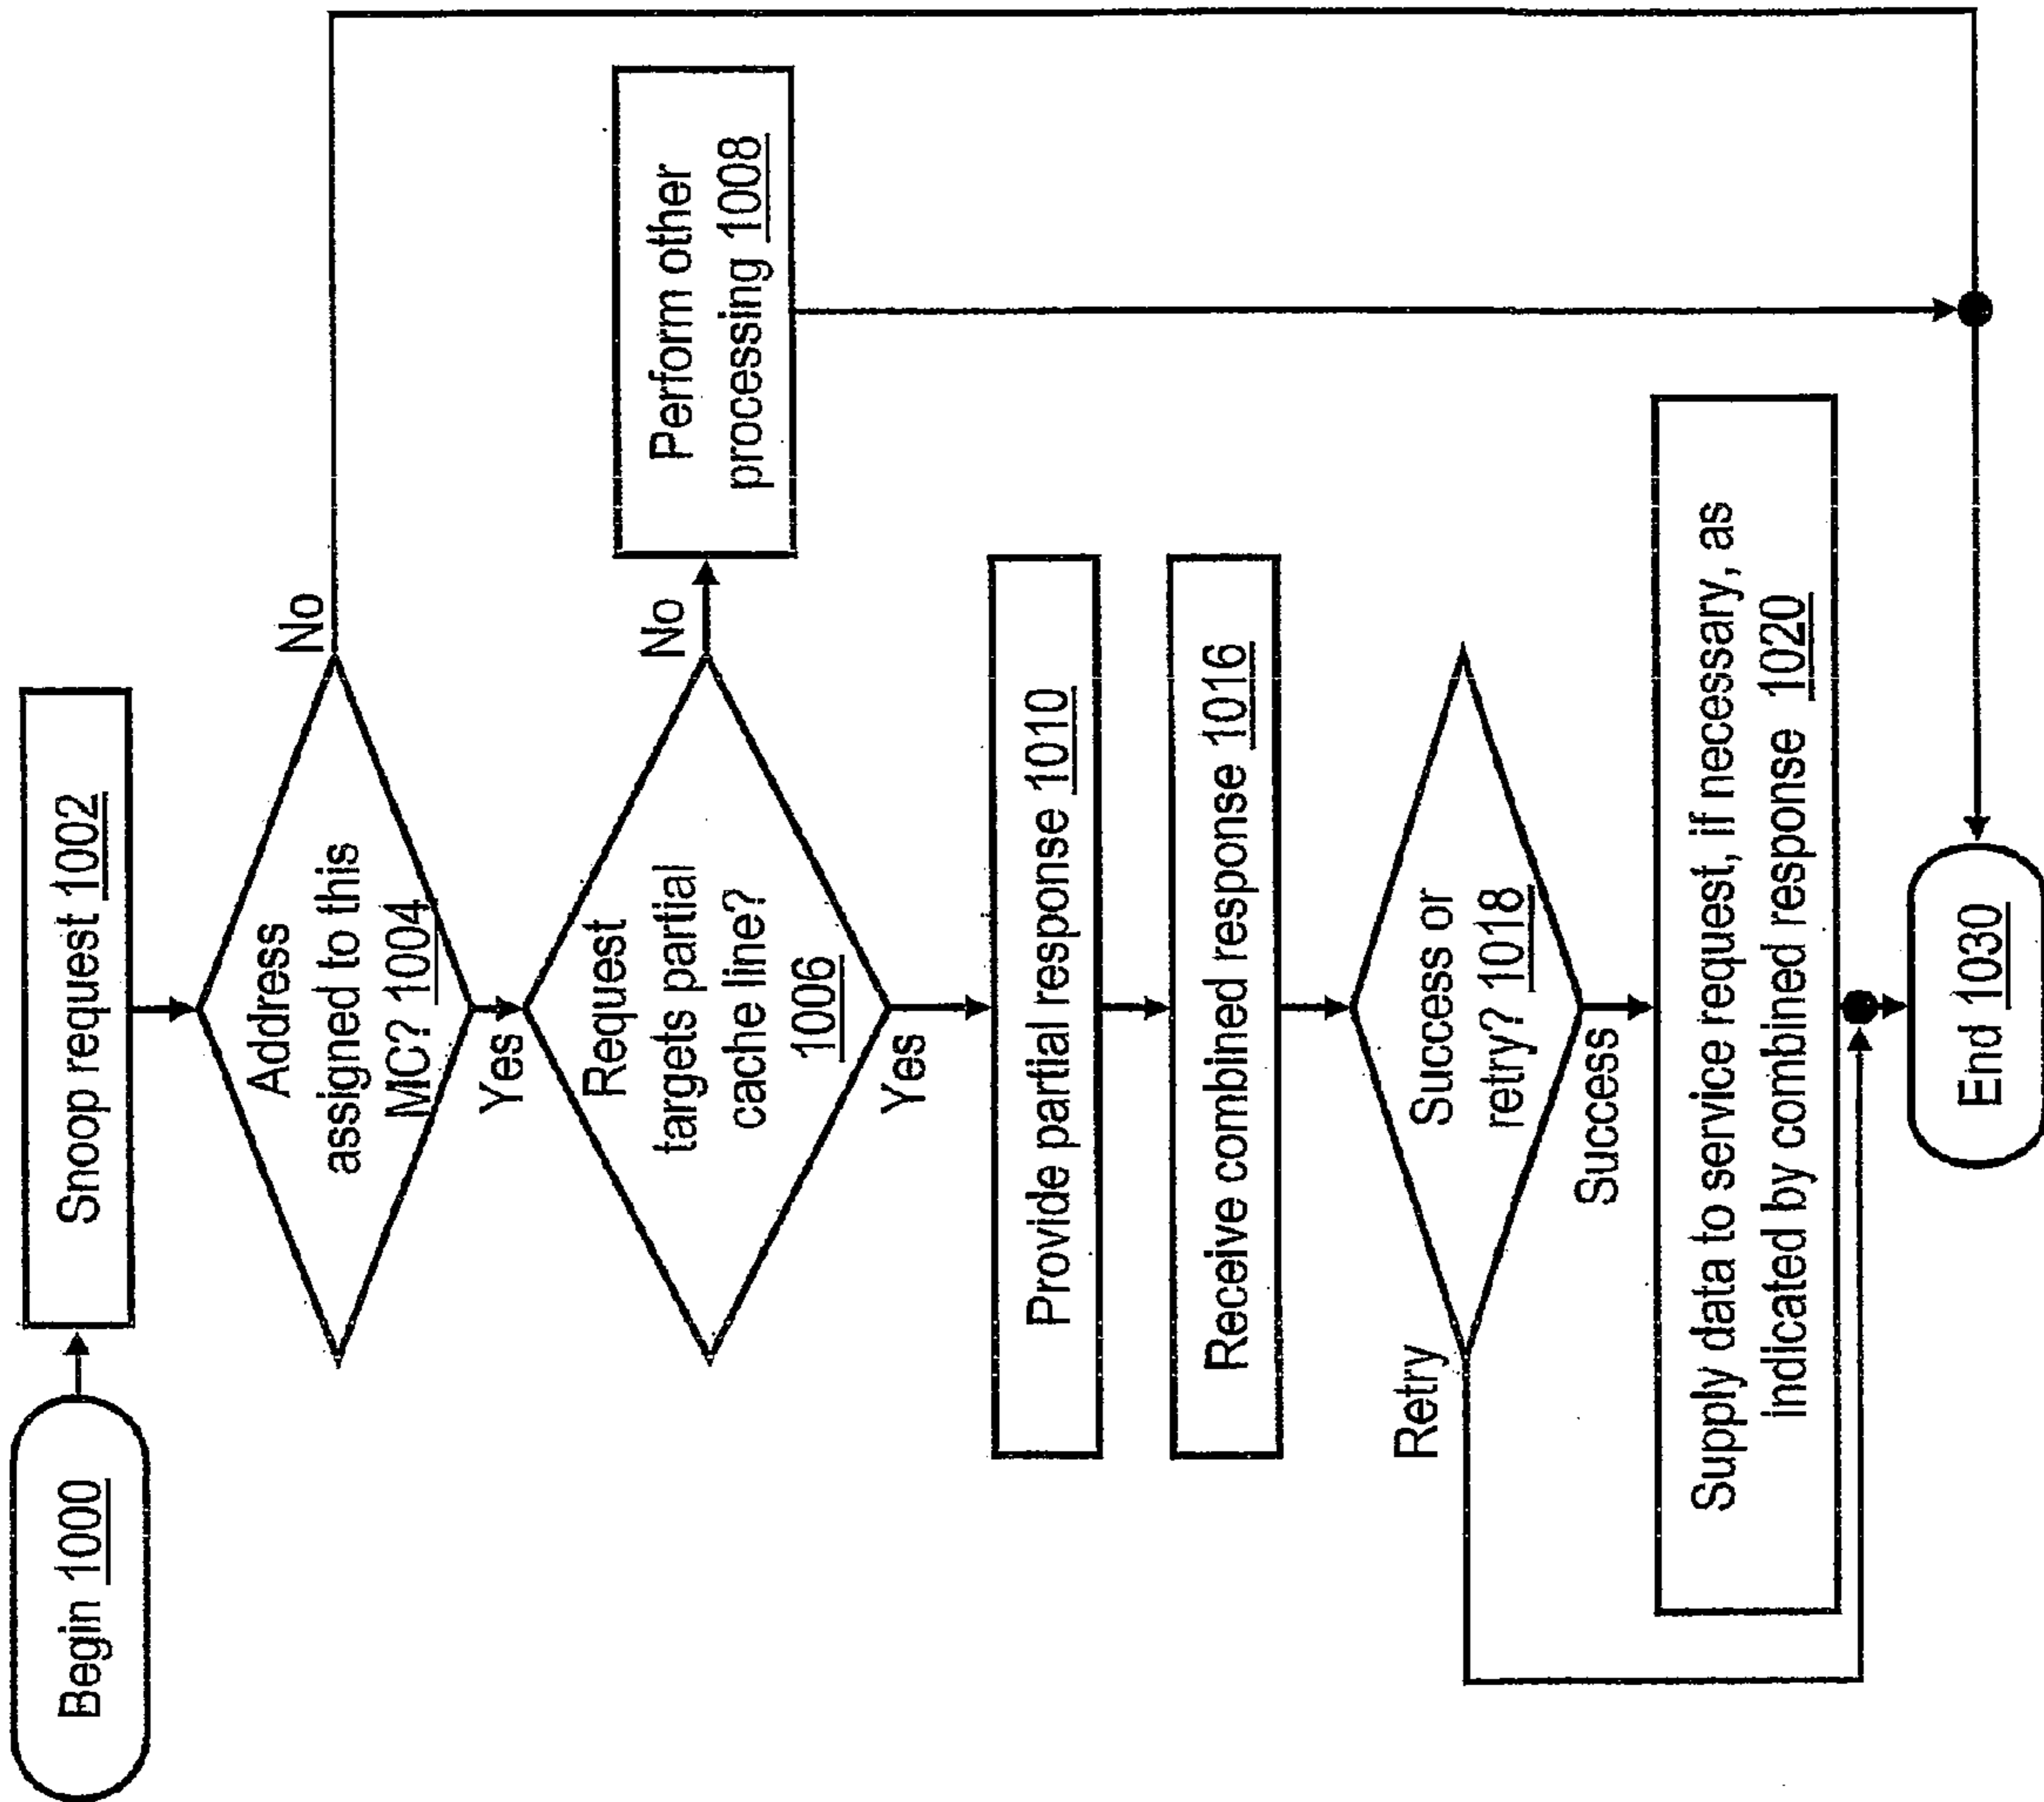 Begin 1000
Snoop request 1002
Address
assigned to this
MC? 1004
No
Yes
Request
targets partial
cache line?
1006
No
Perform other
processing 1008
Yes
Provide partial response 1010
Receive combined response 1016
Success or
retry? 1018
Retry
Success
Supply data to service request, if necessary, as
indicated by combined response 1020
End 1030